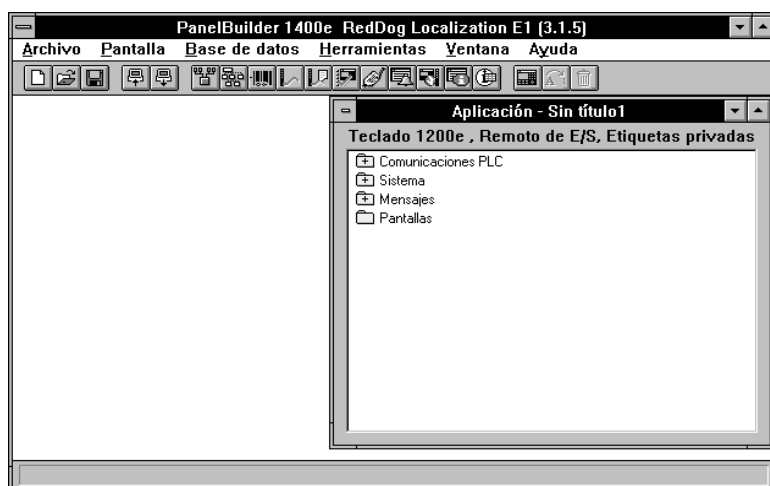 PanelBuilder 1400e RedDog Localization E1 (3.1.5)
Archivo Pantalla Base de datos Herramientas Ventana Ayuda
Aplicación - Sin título1
Teclado 1200e , Remoto de E/S, Etiquetas privadas
Comunicaciones PLC
Sistema
Mensajes
Pantallas